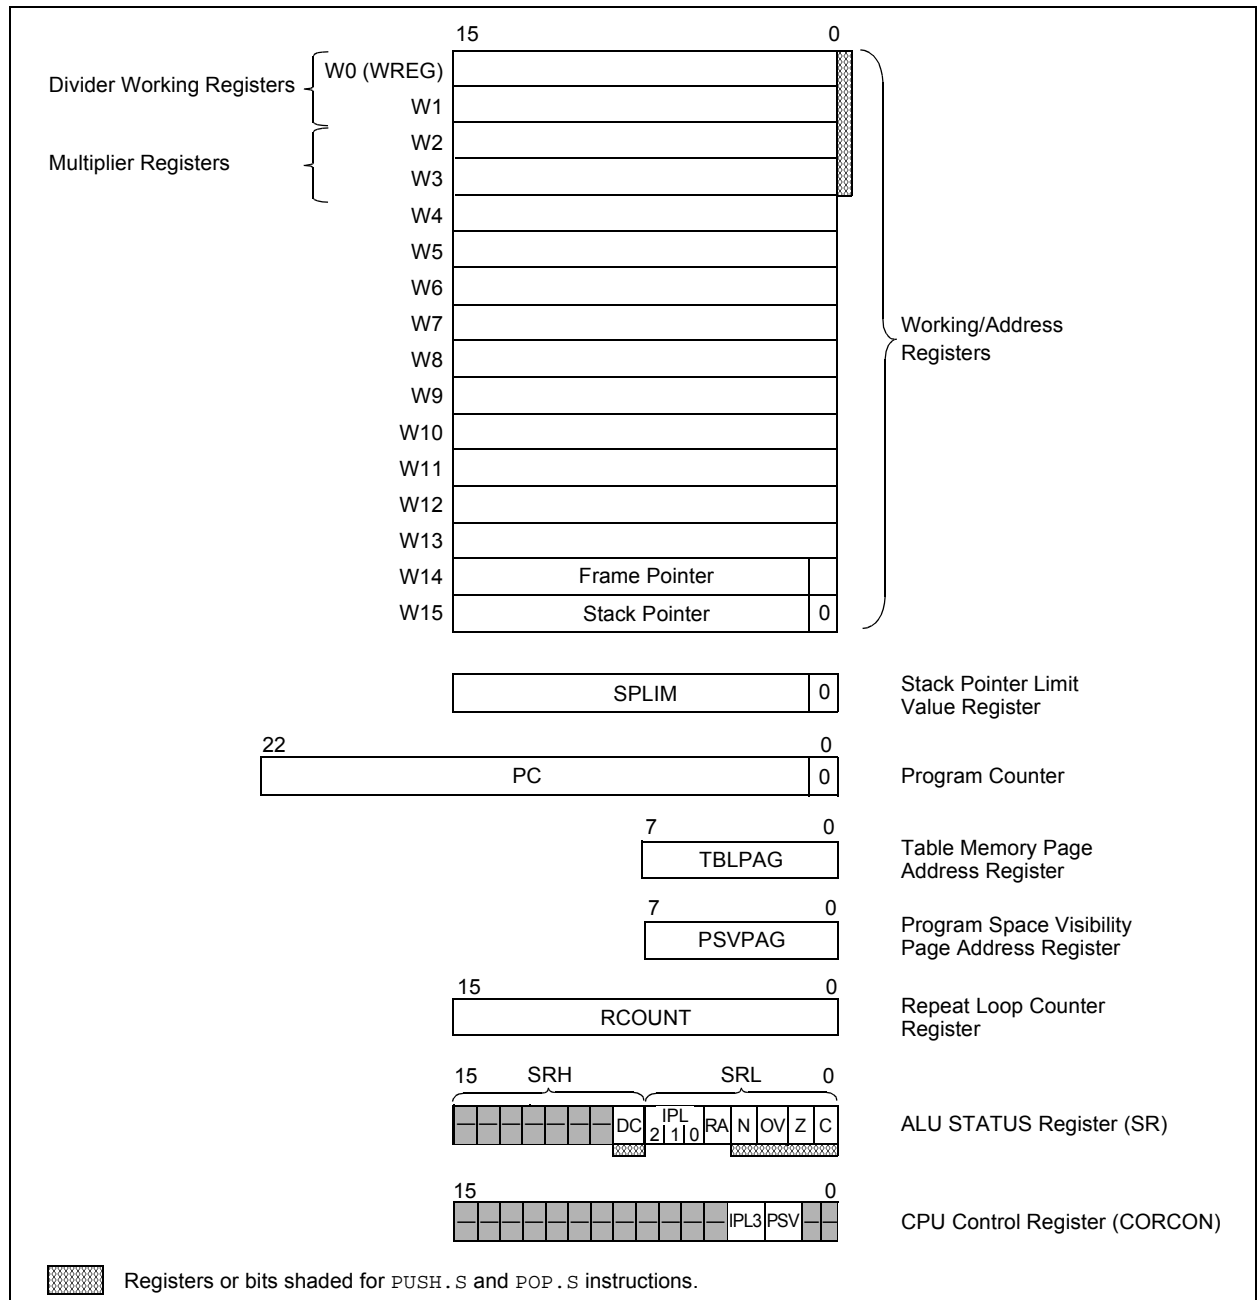 15 0
Divider Working Registers
W0 (WREG)
W1
Multiplier Registers
W2
W3
W4
W5
W6
W7
W8
W9
W10
W11
W12
W13
W14 Frame Pointer
W15 Stack Pointer 0
Working/Address
Registers
SPLIM 0
Stack Pointer Limit
Value Register
22 0
PC 0 Program Counter
7 0
TBLPAG
Table Memory Page
Address Register
7 0
PSVPAG
Program Space Visibility
Page Address Register
15 0
RCOUNT
Repeat Loop Counter
Register
15 SRH SRL 0
— — — — — — — DC IPL 2 1 0 RA N OV Z C ALU STATUS Register (SR)
15 0
— — — — — — — — — — — — IPL3 PSV — — CPU Control Register (CORCON)
Registers or bits shaded for PUSH.S and POP.S instructions.